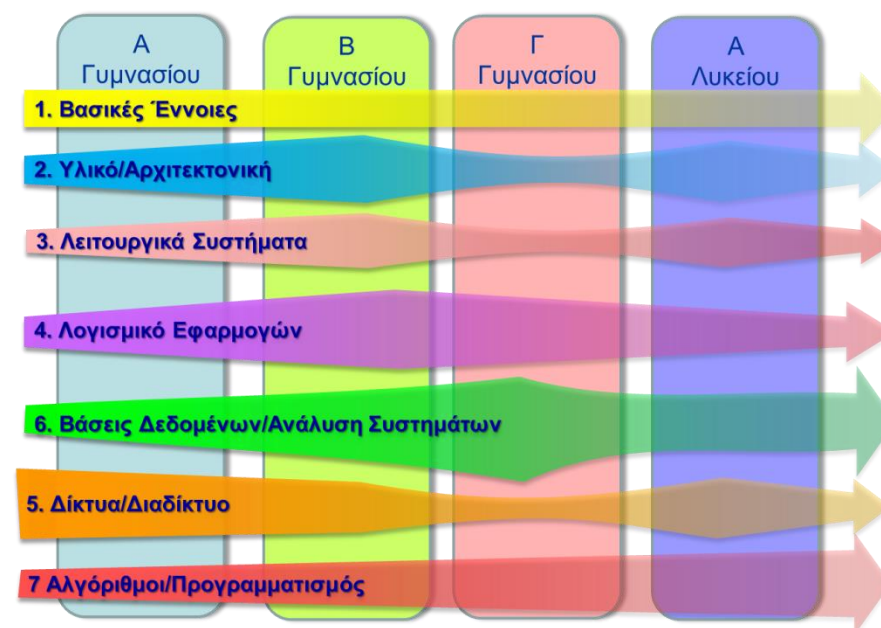 Α
Γυμνασίου
Β
Γυμνασίου
Γ
Γυμνασίου
Α
Λυκείου
1. Βασικές Έννοιες
2. Υλικό/Αρχιτεκτονική
3. Λειτουργικά Συστήματα
4. Λογισμικό Εφαρμογών
6. Βάσεις Δεδομένων/Ανάλυση Συστημάτων
5. Δίκτυα/Διαδίκτυο
7 Αλγόριθμοι/Προγραμματισμός